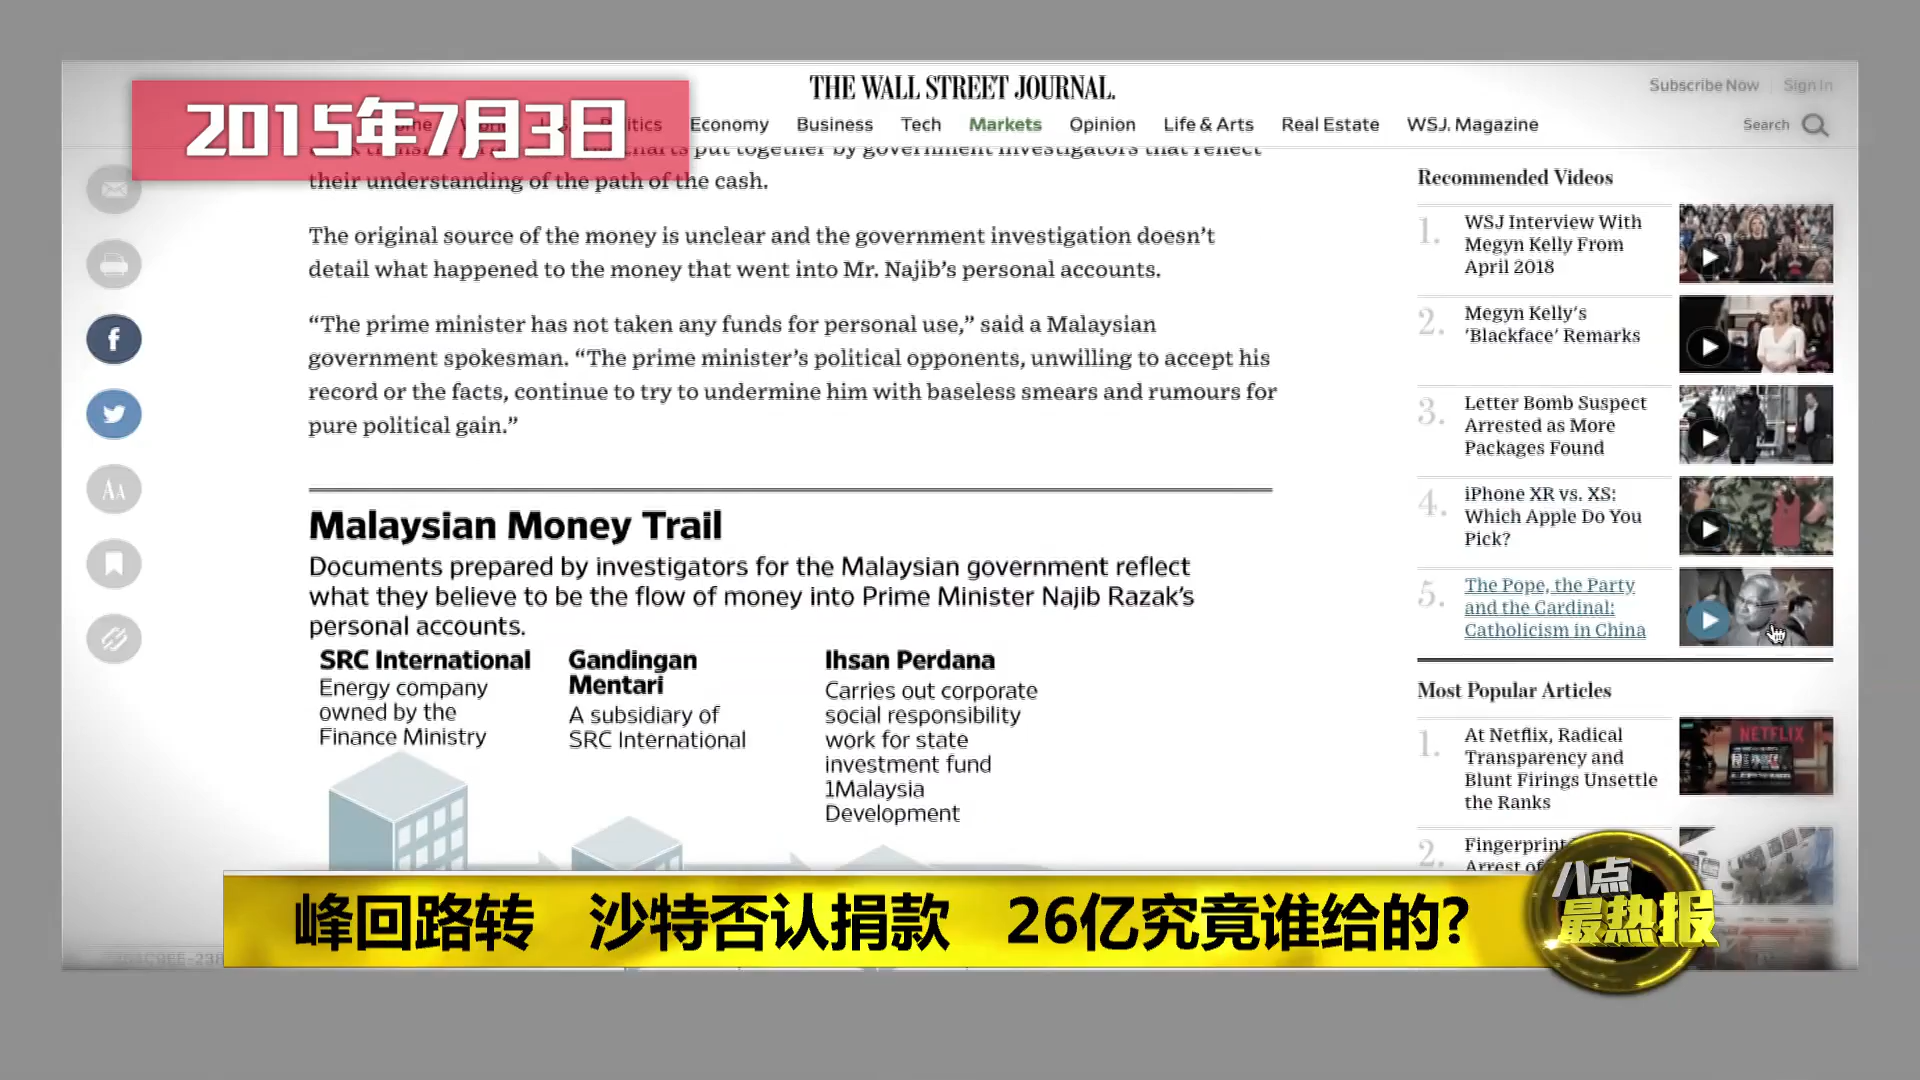 2015年7月3日
THE WALL STREET JOURNAL.
Subscribe Now
Sign In
Economy
Business
Tech
Markets
Opinion
Life & Arts
Real Estate
WSJ. Magazine
Search
put together by government investigators that reflect
their understanding of the path of the cash.
The original source of the money is unclear and the government investigation doesn’t
detail what happened to the money that went into Mr. Najib’s personal accounts.
“The prime minister has not taken any funds for personal use,” said a Malaysian
government spokesman. “The prime minister’s political opponents, unwilling to accept his
record or the facts, continue to try to undermine him with baseless smears and rumours for
pure political gain.”
Malaysian Money Trail
Documents prepared by investigators for the Malaysian government reflect
what they believe to be the flow of money into Prime Minister Najib Razak’s
personal accounts.
SRC International
Energy company
owned by the
Finance Ministry
Gandingan
Mentari
A subsidiary of
SRC International
Ihsan Perdana
Carries out corporate
social responsibility
work for state
investment fund
1Malaysia
Development
Recommended Videos
1.
WSJ Interview With
Megyn Kelly From
April 2018
2.
Megyn Kelly's
'Blackface' Remarks
3.
Letter Bomb Suspect
Arrested as More
Packages Found
4.
iPhone XR vs. XS:
Which Apple Do You
Pick?
5.
The Pope, the Party
and the Cardinal:
Catholicism in China
Most Popular Articles
1.
At Netflix, Radical
Transparency and
Blunt Firings Unsettle
the Ranks
NETFLIX
2.
Fingerprint
Arrest of
峰回路转 沙特否认捐款 26亿究竟谁给的?
八点
最热报